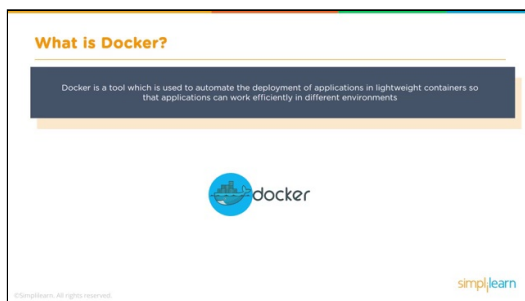 What is Docker?
Docker is a tool which is used to automate the deployment of applications in lightweight containers so
that applications can work efficiently in different environments
docker
simplilearn
©Simplilearn. All rights reserved.